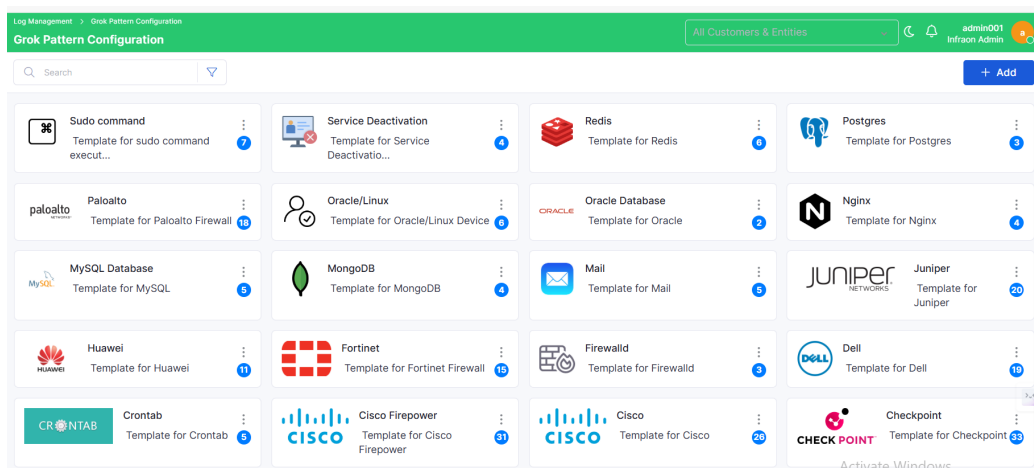 Log Management > Grok Pattern Configuration
Grok Pattern Configuration
All Customers & Entities
admin001
Infraon Admin
a
Search
+ Add
Sudo command
Template for sudo command
execut...
7
Service Deactivation
Template for Service
Deactivatio...
4
Redis
Template for Redis
6
Postgres
Template for Postgres
3
paloalto
NETWORKS
Paloalto
Template for Paloalto Firewall
18
Oracle/Linux
Template for Oracle/Linux Device
6
ORACLE
Oracle Database
Template for Oracle
2
N
Nginx
Template for Nginx
4
MySQL
MySQL Database
Template for MySQL
5
MongoDB
Template for MongoDB
4
Mail
Template for Mail
5
JUNIPER
NETWORKS
Juniper
Template for
Juniper
20
HUAWEI
Huawei
Template for Huawei
11
Fortinet
Template for Fortinet Firewall
15
Firewalld
Template for Firewalld
3
DELL
Dell
Template for Dell
19
CRONTAB
Crontab
Template for Crontab
5
CISCO
Cisco Firepower
Template for Cisco
Firepower
31
CISCO
Cisco
Template for Cisco
26
CHECK POINT
Checkpoint
Template for Checkpoint
33
Activate Windows